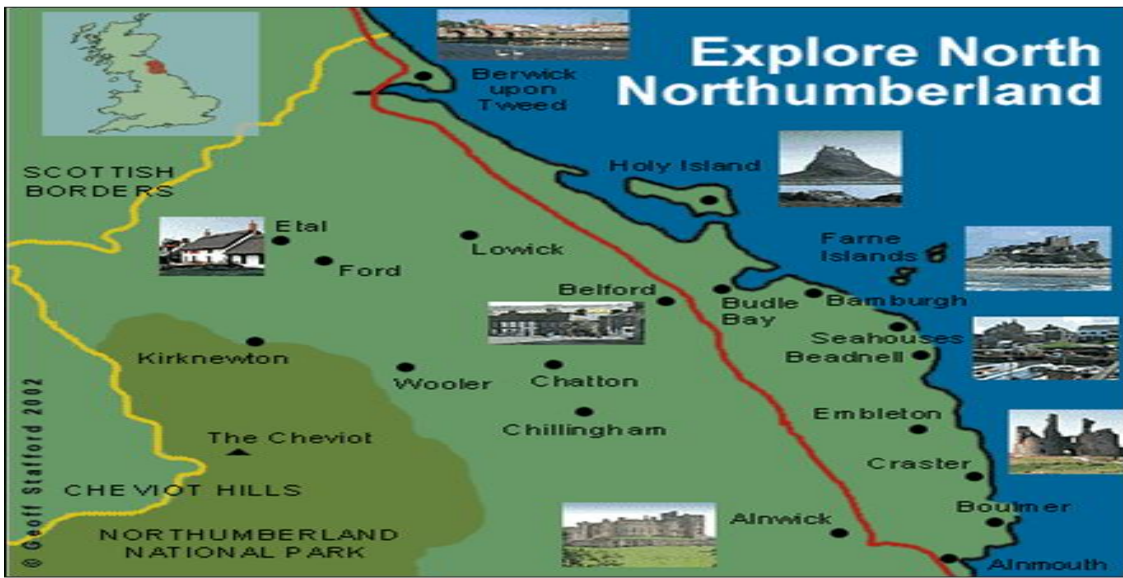 Explore North
Northumberland
Berwick
upon
Tweed
Holy Island
SCOTTISH
BORDERS
Etal
Ford
Lowick
Farne
Islands
Belford
Budle
Bay
Bamburgh
Seahouses
Beadnell
Kirknewton
Wooler
Chatton
Chillingham
Embleton
The Cheviot
Craster
CHEVIOT HILLS
Boulmer
Alnwick
NORTHUMBERLAND
NATIONAL PARK
Alnmouth
© Geoff Stafford 2002